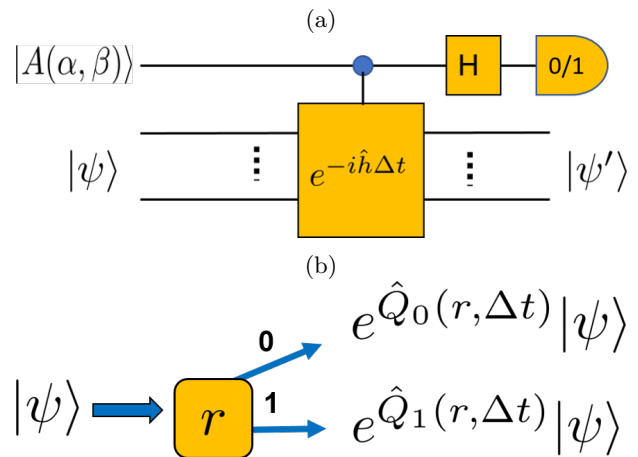 (a)
|A(α, β)⟩ H 0/1
|ψ⟩ e^{-iĥΔt} |ψ′⟩
(b)
e^{Q̂_0(r,Δt)}|ψ⟩
0
|ψ⟩ r 1 e^{Q̂_1(r,Δt)}|ψ⟩